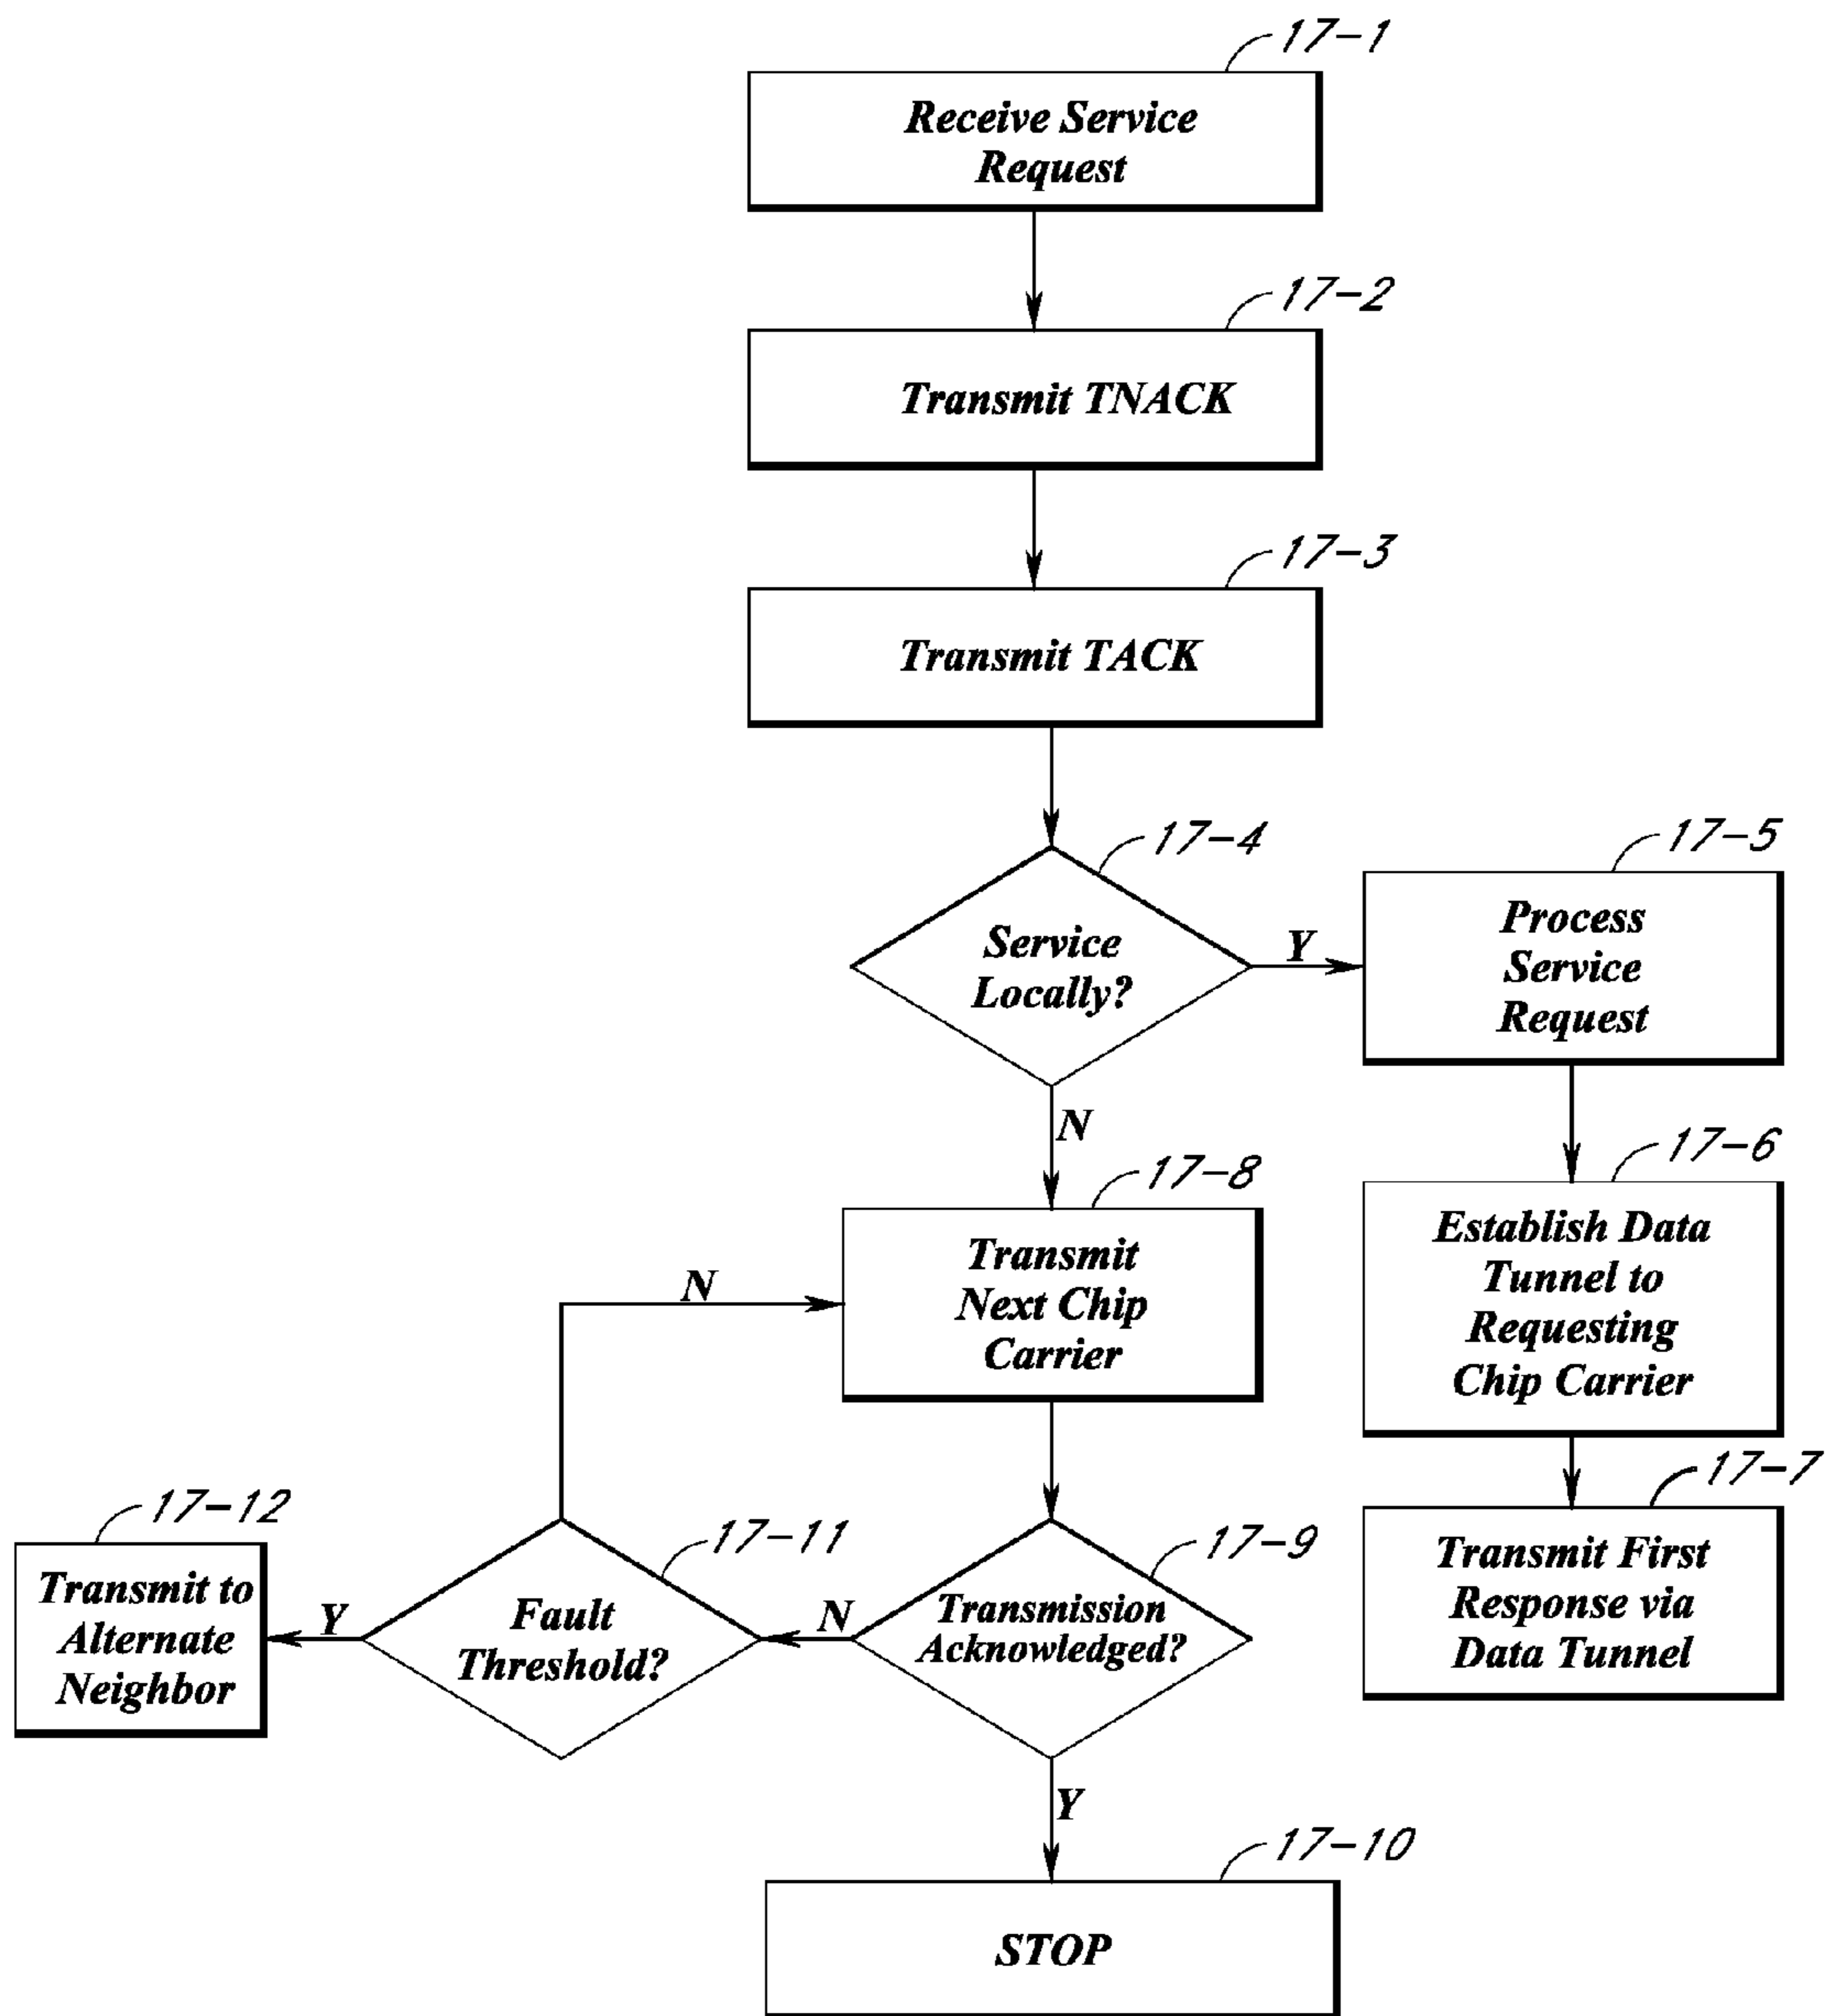 17-1
Receive Service
Request
17-2
Transmit TNACK
17-3
Transmit TACK
17-4
Service
Locally?
Y
N
17-5
Process
Service
Request
17-6
Establish Data
Tunnel to
Requesting
Chip Carrier
17-7
Transmit First
Response via
Data Tunnel
17-8
Transmit
Next Chip
Carrier
N
17-9
Transmission
Acknowledged?
N
Y
17-11
Fault
Threshold?
Y
17-12
Transmit to
Alternate
Neighbor
17-10
STOP